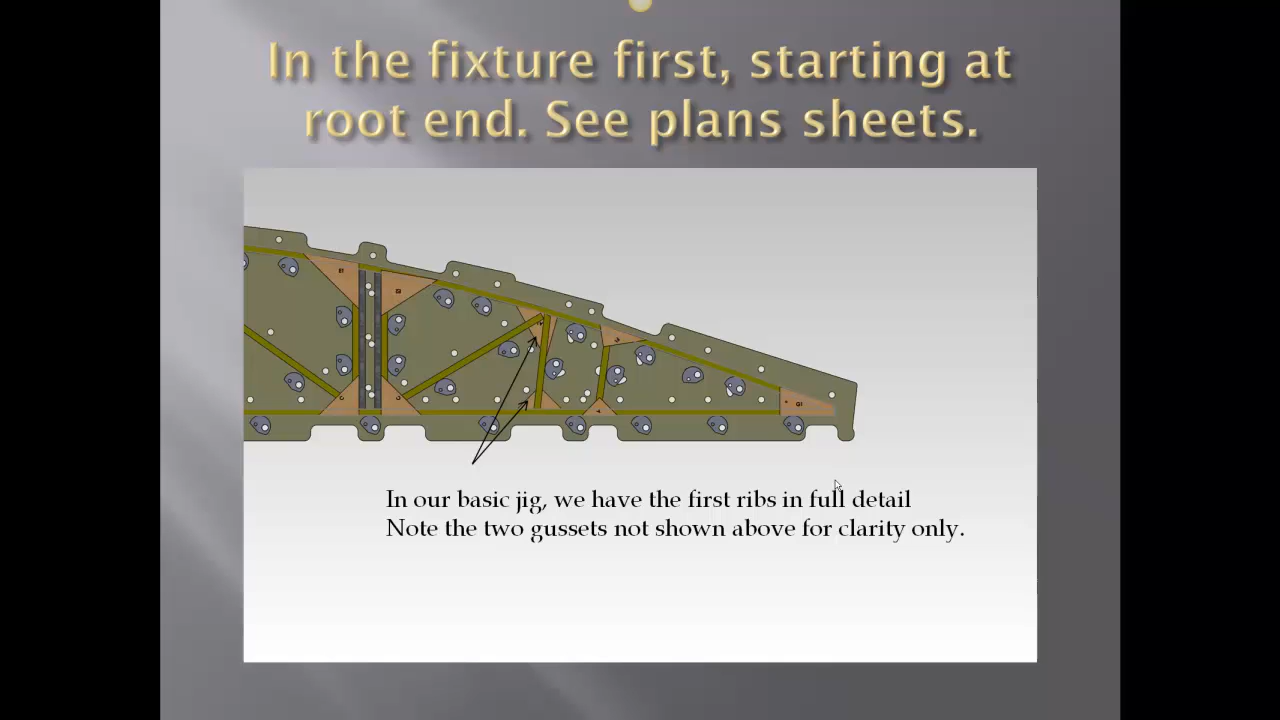 In the fixture first, starting at
root end. See plans sheets.
In our basic jig, we have the first ribs in full detail
Note the two gussets not shown above for clarity only.